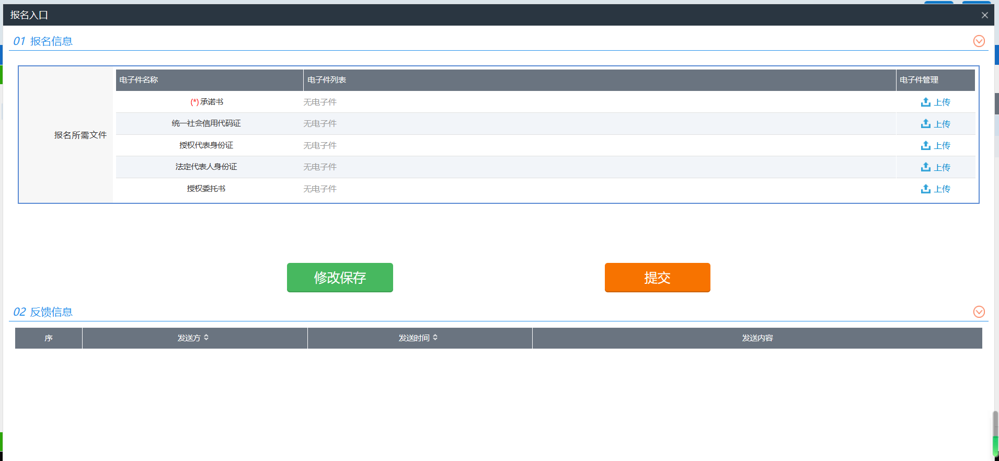 报名入口
01 报名信息
电子件名称 电子件列表 电子件管理
(*)承诺书 无电子件 上传
统一社会信用代码证 无电子件 上传
报名所需文件
授权代表身份证 无电子件 上传
法定代表人身份证 无电子件 上传
授权委托书 无电子件 上传
修改保存 提交
02 反馈信息
序 发送方 发送时间 发送内容